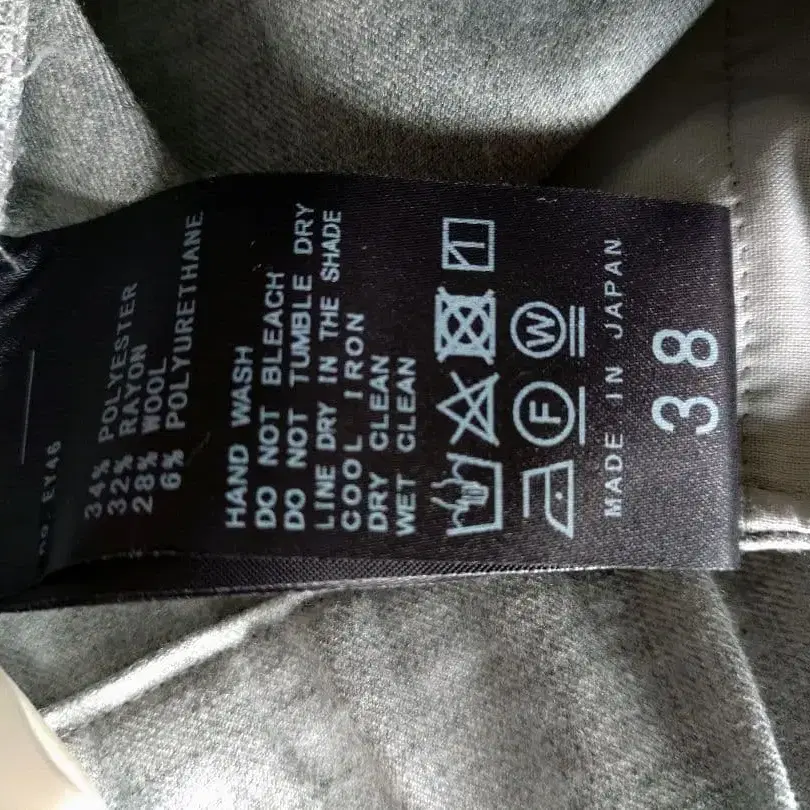 EY46
34% POLYESTER
32% RAYON
28% WOOL
6% POLYURETHANE
HAND WASH
DO NOT BLEACH
DO NOT TUMBLE DRY
LINE DRY IN THE SHADE
COOL IRON
DRY CLEAN
WET CLEAN
F W
MADE IN JAPAN
38